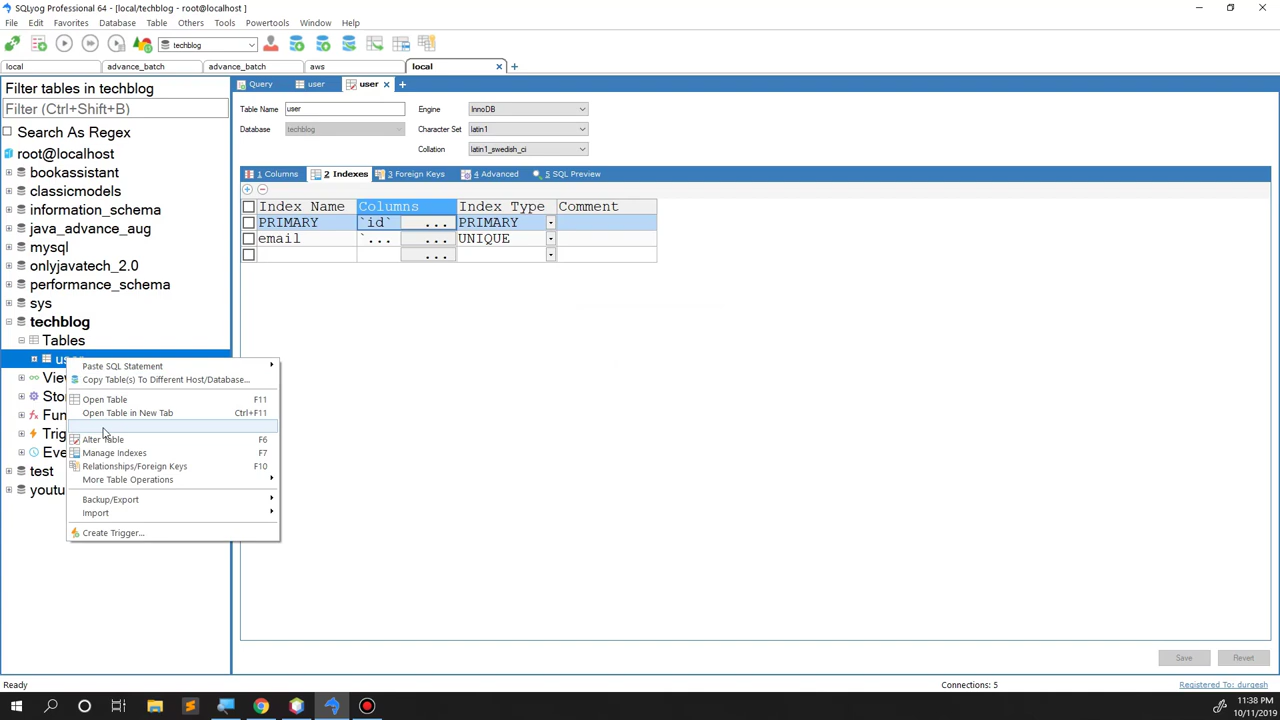 SQLyog Professional 64 - [local/techblog - root@localhost ]
File Edit Favorites Database Table Others Tools Powertools Window Help
techblog
local advance_batch advance_batch aws local
Filter tables in techblog
Filter (Ctrl+Shift+B)
Search As Regex
root@localhost
bookassistant
classicmodels
information_schema
java_advance_aug
mysql
onlyjavatech_2.0
performance_schema
sys
techblog
Tables
Query user user
Table Name user Engine InnoDB
Database techblog Character Set latin1
Collation latin1_swedish_ci
1 Columns 2 Indexes 3 Foreign Keys 4 Advanced 5 SQL Preview
Index Name Columns Index Type Comment
PRIMARY `id` ... PRIMARY
email `... ... UNIQUE
...
Paste SQL Statement
Copy Table(s) To Different Host/Database...
Open Table F11
Open Table in New Tab Ctrl+F11
Alter Table F6
Manage Indexes F7
Relationships/Foreign Keys F10
More Table Operations
Backup/Export
Import
Create Trigger...
test
Save Revert
Ready Connections: 5 Registered To: durgesh
11:38 PM
10/11/2019